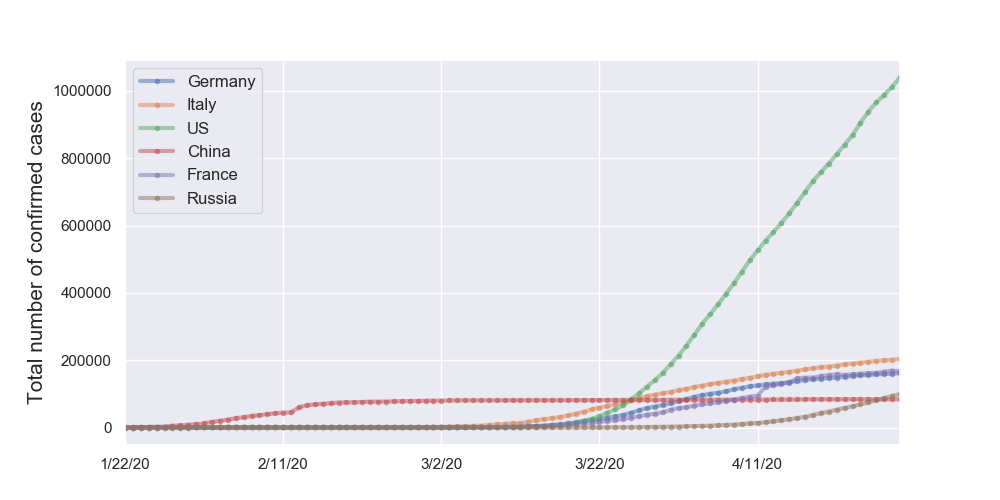 Total number of confirmed cases
1000000
800000
600000
400000
200000
0
Germany
Italy
US
China
France
Russia
1/22/20 2/11/20 3/2/20 3/22/20 4/11/20